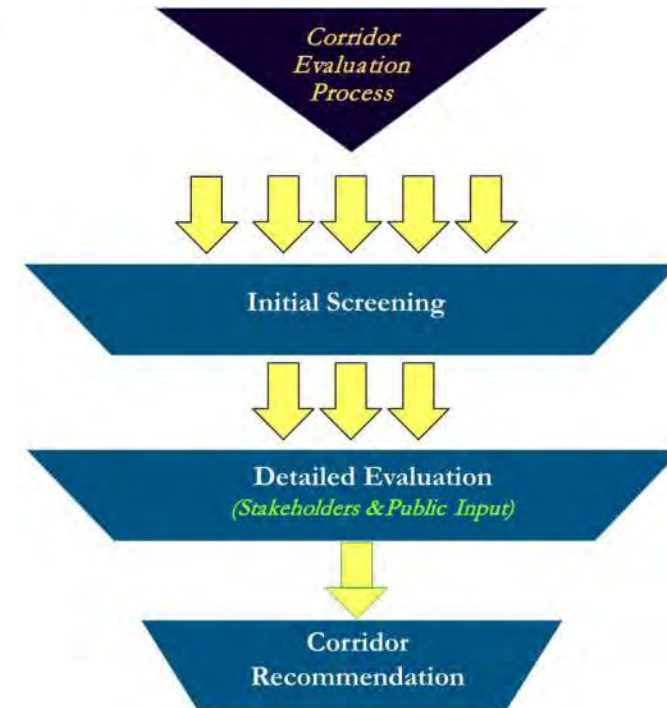 Corridor
Evaluation
Process
Initial Screening
Detailed Evaluation
(Stakeholders & Public Input)
Corridor
Recommendation